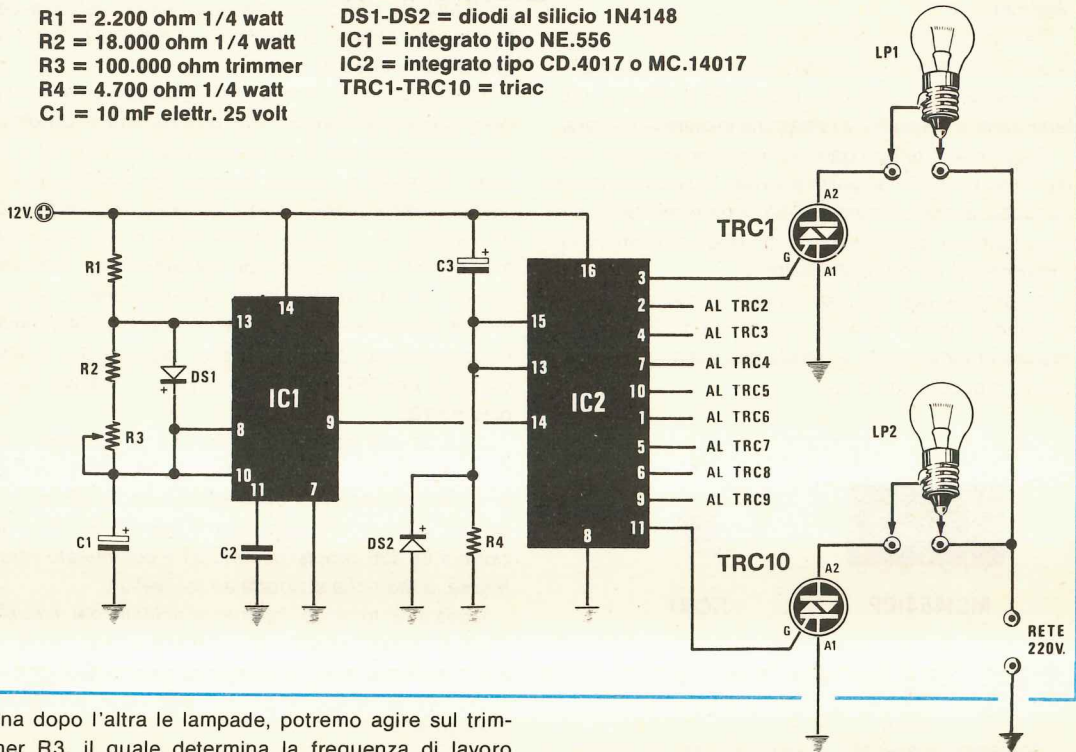 R1 = 2.200 ohm 1/4 watt
R2 = 18.000 ohm 1/4 watt
R3 = 100.000 ohm trimmer
R4 = 4.700 ohm 1/4 watt
C1 = 10 mF elettr. 25 volt
DS1-DS2 = diodi al silicio 1N4148
IC1 = integrato tipo NE.556
IC2 = integrato tipo CD.4017 o MC.14017
TRC1-TRC10 = triac
LP1
12V.
R1
R2
R3
C1
DS1
13
14
8
10
11
7
9
IC1
C2
C3
DS2
R4
16
15
13
14
IC2
8
3
2
4
7
10
1
5
6
9
11
AL TRC2
AL TRC3
AL TRC4
AL TRC5
AL TRC6
AL TRC7
AL TRC8
AL TRC9
TRC1
A2
G
A1
LP2
TRC10
A2
G
A1
RETE
220V.
na dopo l'altra le lampade, potremo agire sul trim-
mer R3, il quale determina la frequenza di lavoro